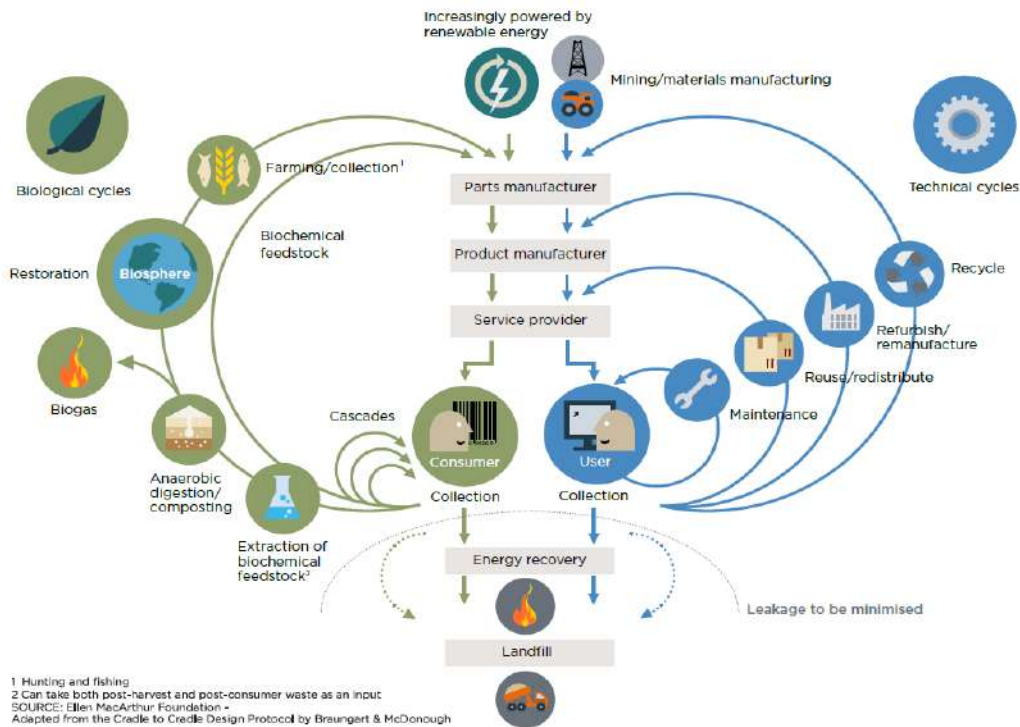 Increasingly powered by
renewable energy
Mining/materials manufacturing
Biological cycles
Farming/collection¹
Technical cycles
Parts manufacturer
Biochemical
feedstock
Product manufacturer
Restoration
Biosphere
Recycle
Service provider
Refurbish/
remanufacture
Biogas
Reuse/redistribute
Cascades
Maintenance
Consumer
User
Anaerobic
digestion/
composting
Collection
Collection
Extraction of
biochemical
feedstock²
Energy recovery
Leakage to be minimised
Landfill
1 Hunting and fishing
2 Can take both post-harvest and post-consumer waste as an input
SOURCE: Ellen MacArthur Foundation -
Adapted from the Cradle to Cradle Design Protocol by Braungart & McDonough